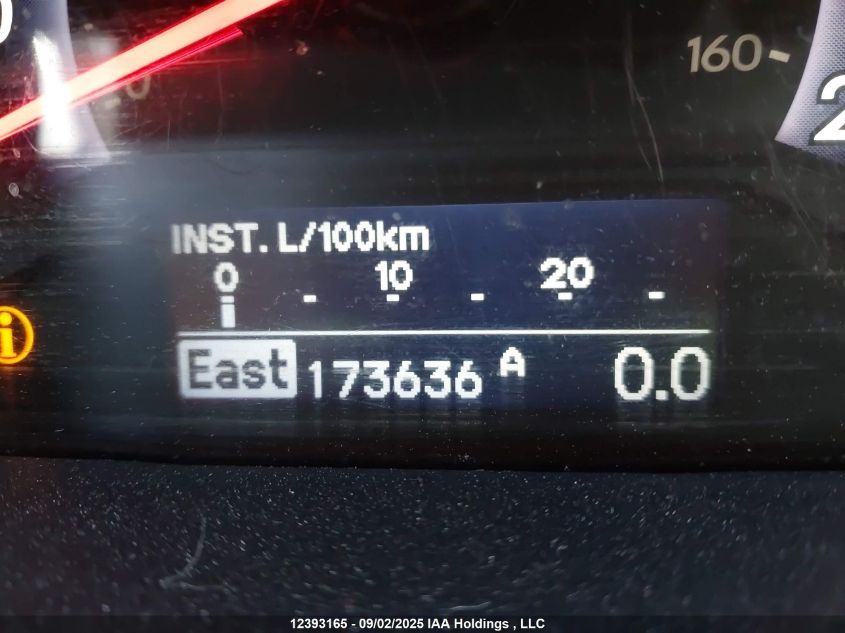 160
INST. L/100km
0 10 20
i
East 173636 A 0.0
12393165 - 09/02/2025 IAA Holdings , LLC